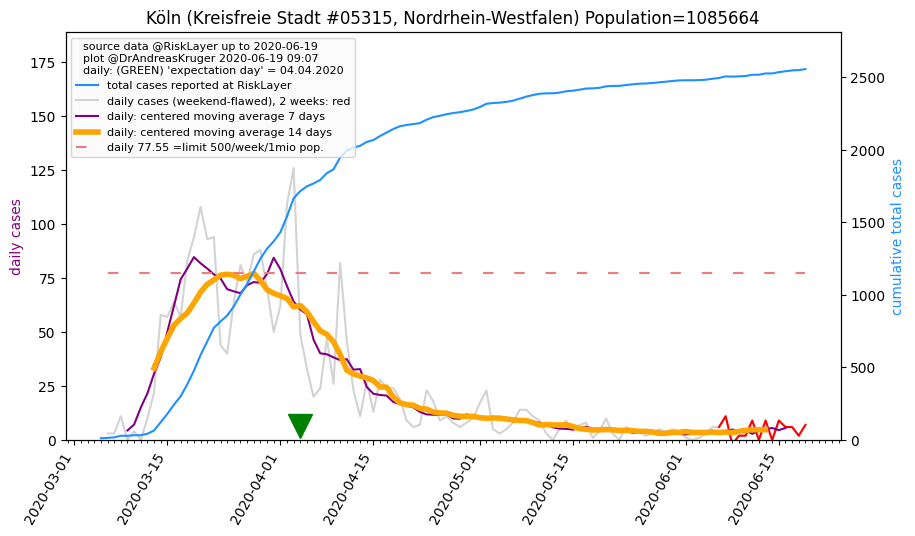 Köln (Kreisfreie Stadt #05315, Nordrhein-Westfalen) Population=1085664
source data @RiskLayer up to 2020-06-19
plot @DrAndreasKruger 2020-06-19 09:07
daily: (GREEN) 'expectation day' = 04.04.2020
total cases reported at RiskLayer
daily cases (weekend-flawed), 2 weeks: red
daily: centered moving average 7 days
daily: centered moving average 14 days
daily 77.55 =limit 500/week/1mio pop.
daily cases
175
150
125
100
75
50
25
0
cumulative total cases
2500
2000
1500
1000
500
0
2020-03-01
2020-03-15
2020-04-01
2020-04-15
2020-05-01
2020-05-15
2020-06-01
2020-06-15